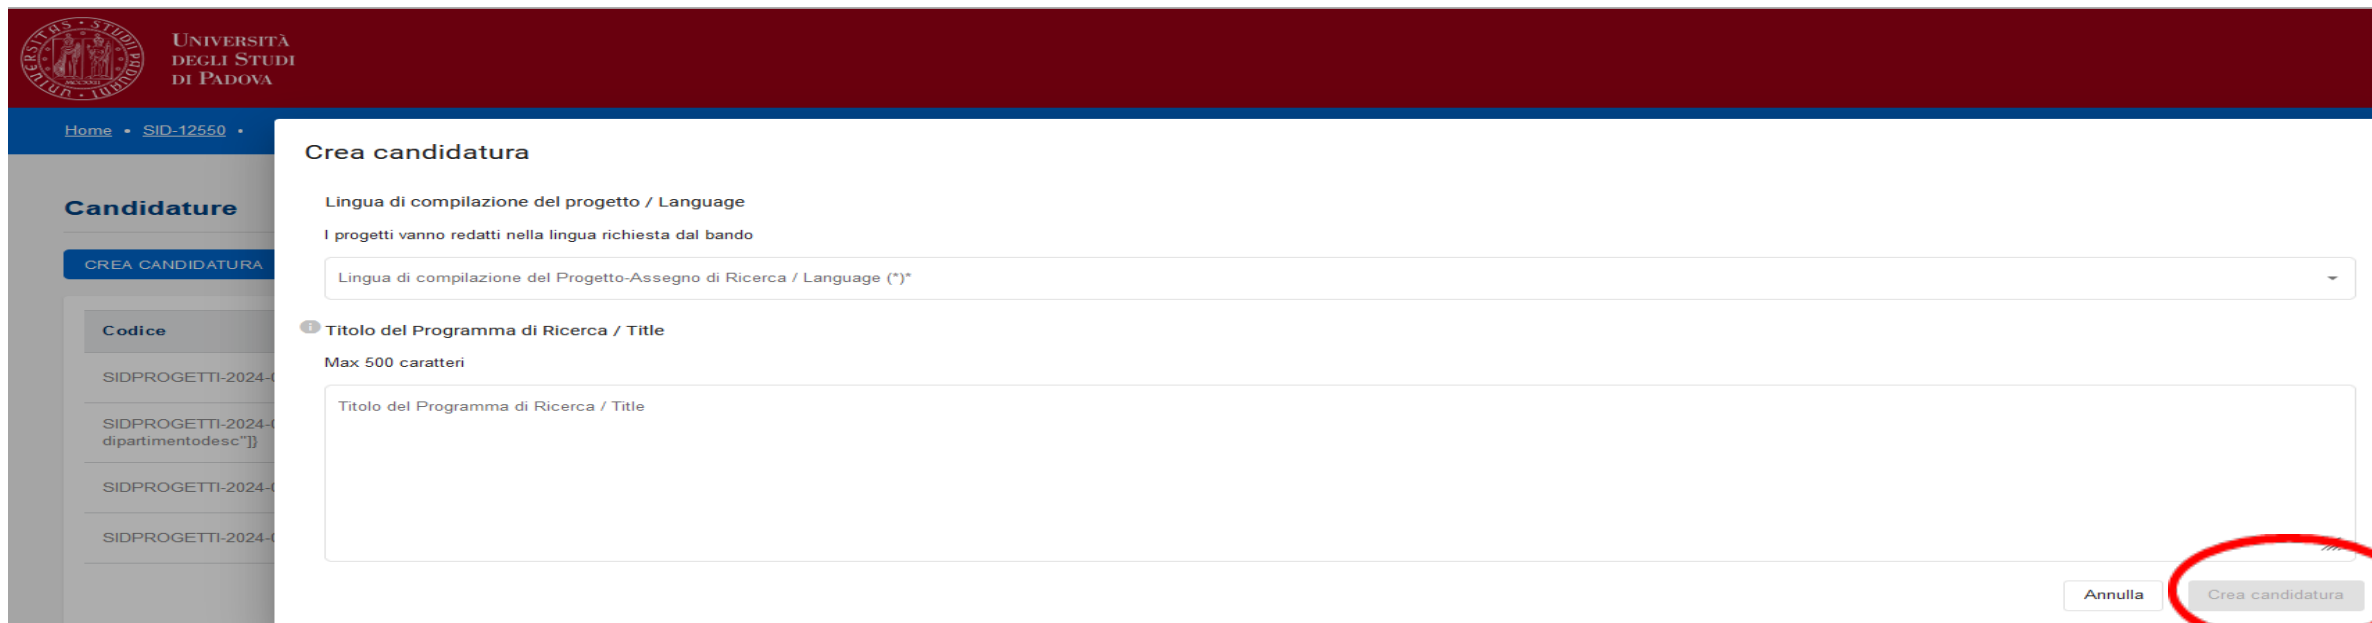 UNIVERSITÀ
DEGLI STUDI
DI PADOVA
Home • SID-12550 •
Candidature
CREA CANDIDATURA
Codice
SIDPROGETTI-2024-
SIDPROGETTI-2024-
dipartimentodesc"]}
SIDPROGETTI-2024-
SIDPROGETTI-2024-
Crea candidatura
Lingua di compilazione del progetto / Language
I progetti vanno redatti nella lingua richiesta dal bando
Lingua di compilazione del Progetto-Assegno di Ricerca / Language (*)*
Titolo del Programma di Ricerca / Title
Max 500 caratteri
Titolo del Programma di Ricerca / Title
Annulla
Crea candidatura